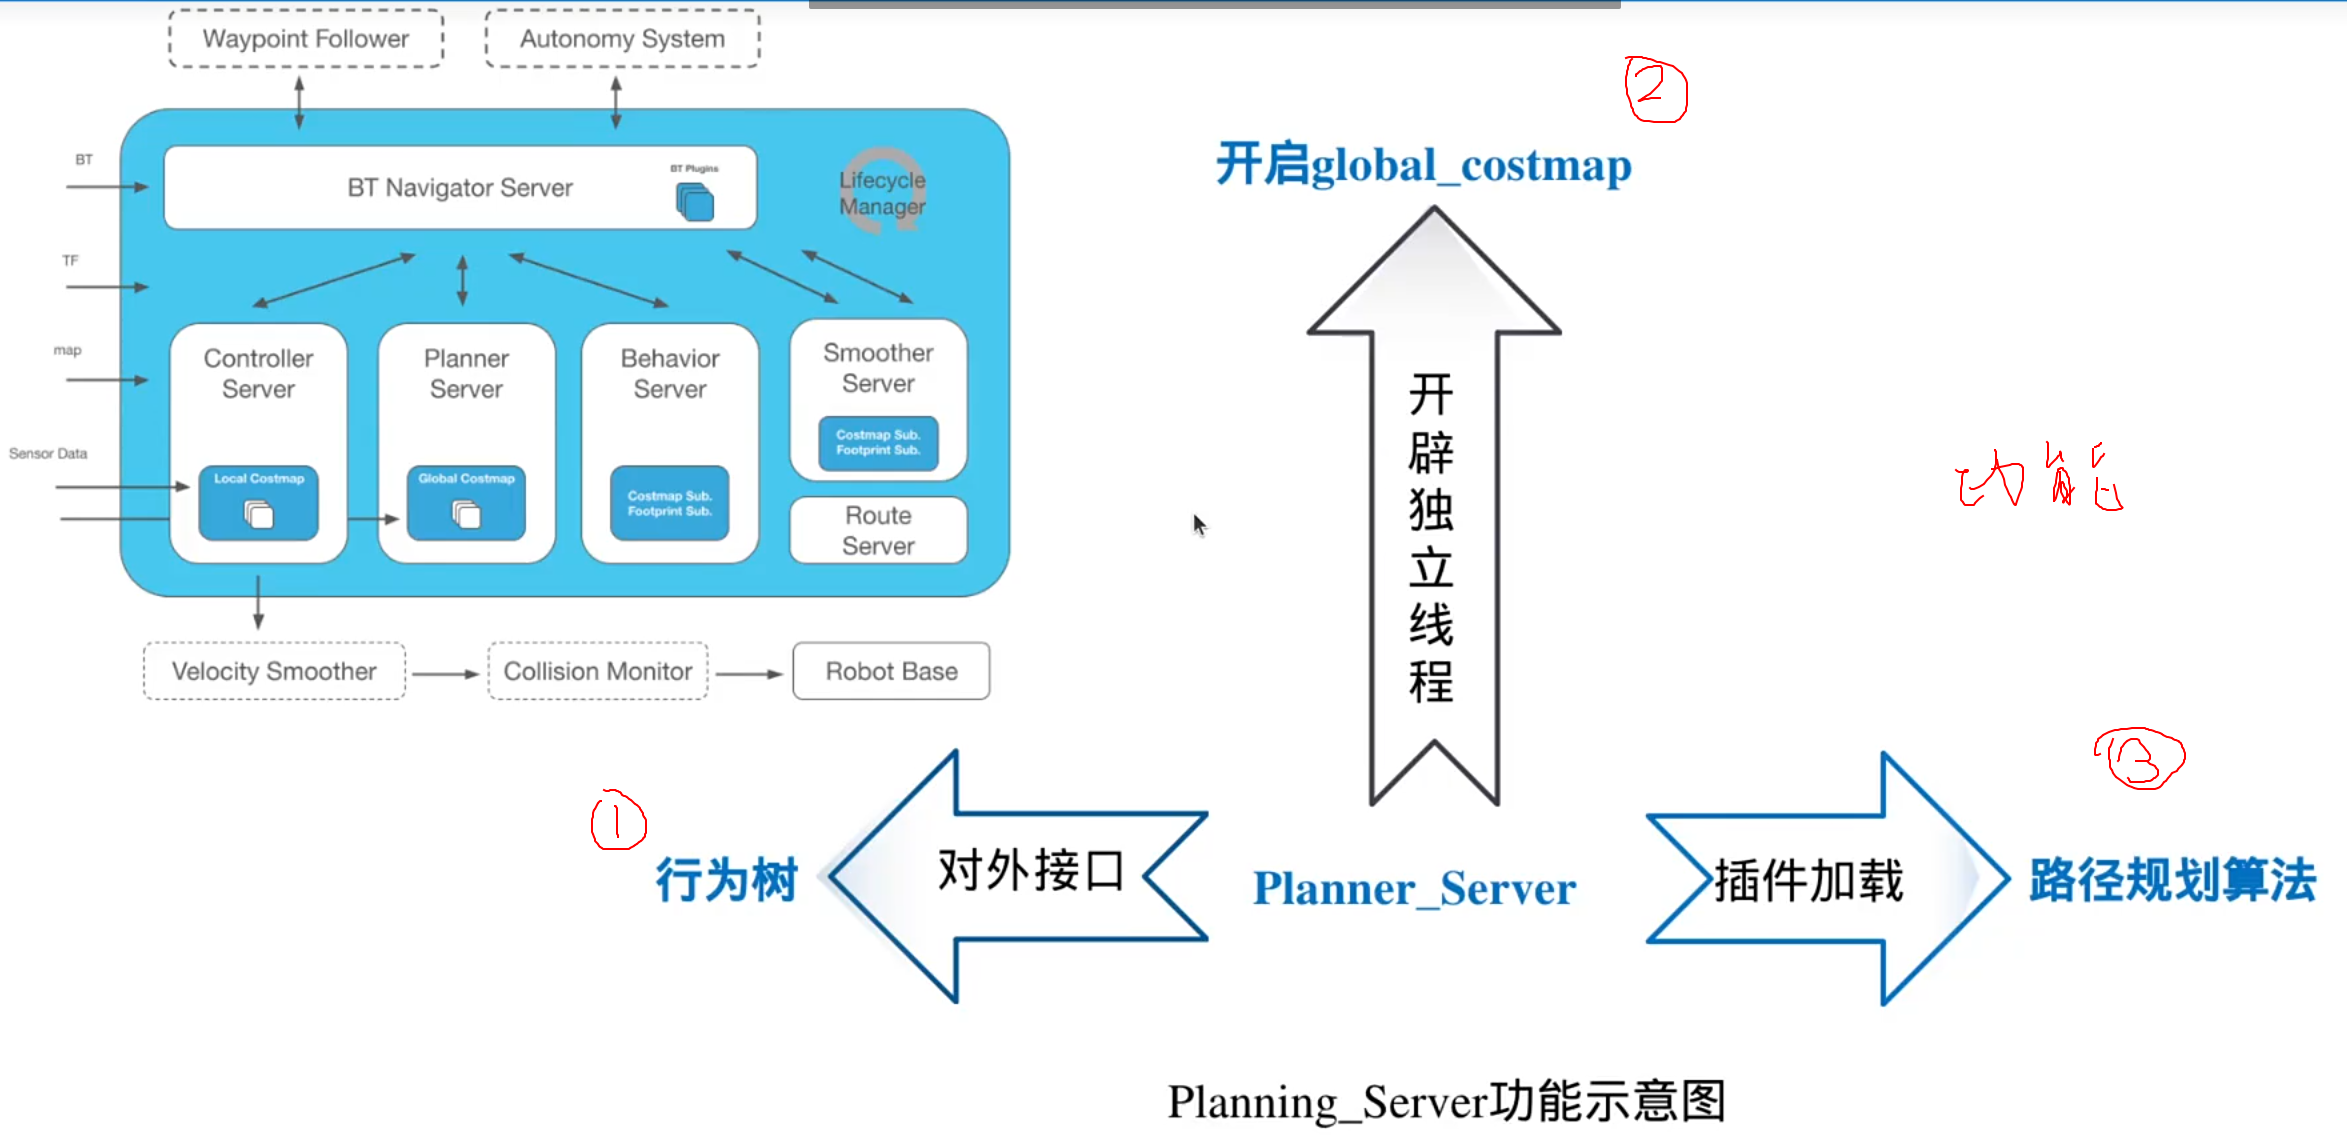 Waypoint Follower
Autonomy System
BT
BT Navigator Server
BT Plugins
Lifecycle
Manager
TF
map
Sensor Data
Controller
Server
Local Costmap
Planner
Server
Global Costmap
Behavior
Server
Costmap Sub.
Footprint Sub.
Smoother
Server
Costmap Sub.
Footprint Sub.
Route
Server
Velocity Smoother
Collision Monitor
Robot Base
②
开启global_costmap
开辟独立线程
功能
①
行为树
对外接口
Planner_Server
插件加载
③
路径规划算法
Planning_Server功能示意图